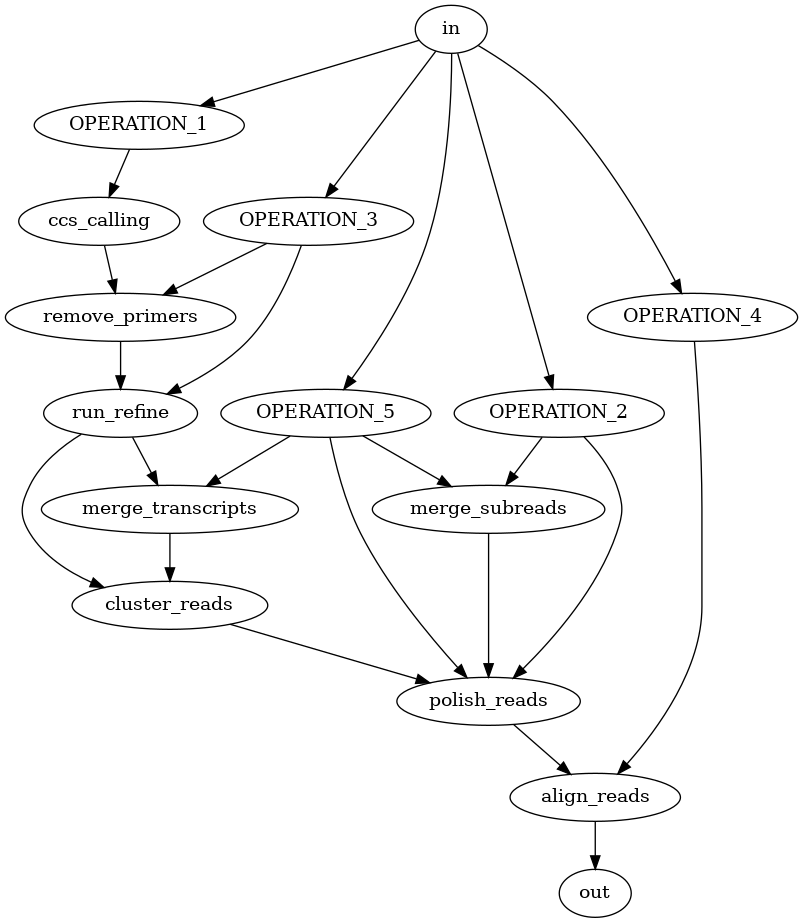 in
OPERATION_1
ccs_calling
OPERATION_3
remove_primers
OPERATION_4
run_refine
OPERATION_5
OPERATION_2
merge_transcripts
merge_subreads
cluster_reads
polish_reads
align_reads
out